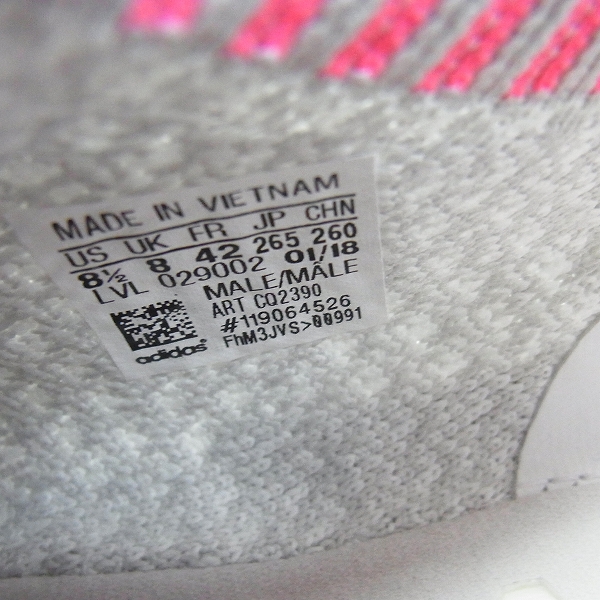 MADE IN VIETNAM
US UK FR JP CHN
8½ 8 42 265 260
LVL 029002 01/18
MALE/MÂLE
ART CQ2390
#119064526
FhM3JVS>00991
adidas